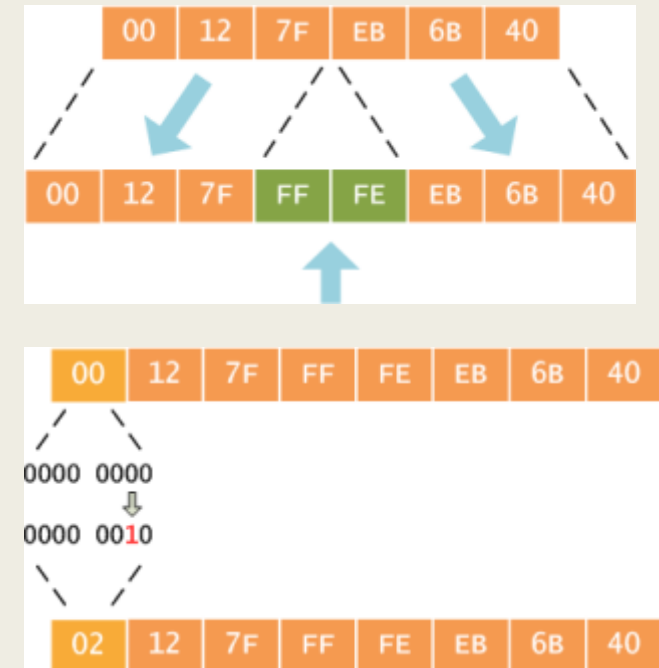 00 12 7F EB 6B 40
00 12 7F FF FE EB 6B 40
00 12 7F FF FE EB 6B 40
0000 0000
0000 0010
02 12 7F FF FE EB 6B 40